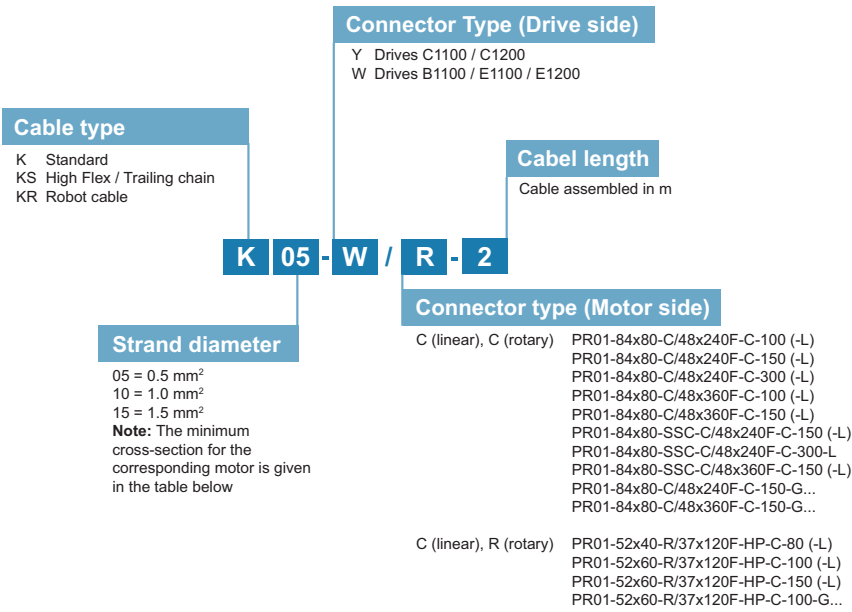 Connector Type (Drive side)
Y Drives C1100 / C1200
W Drives B1100 / E1100 / E1200
Cable type
K Standard
KS High Flex / Trailing chain
KR Robot cable
Cabel length
Cable assembled in m
K 05 - W / R - 2
Strand diameter
05 = 0.5 mm²
10 = 1.0 mm²
15 = 1.5 mm²
Note: The minimum
cross-section for the
corresponding motor is given
in the table below
Connector type (Motor side)
C (linear), C (rotary) PR01-84x80-C/48x240F-C-100 (-L)
PR01-84x80-C/48x240F-C-150 (-L)
PR01-84x80-C/48x240F-C-300 (-L)
PR01-84x80-C/48x360F-C-100 (-L)
PR01-84x80-C/48x360F-C-150 (-L)
PR01-84x80-SSC-C/48x240F-C-150 (-L)
PR01-84x80-SSC-C/48x240F-C-300-L
PR01-84x80-SSC-C/48x360F-C-150 (-L)
PR01-84x80-C/48x240F-C-150-G...
PR01-84x80-C/48x360F-C-150-G...
C (linear), R (rotary) PR01-52x40-R/37x120F-HP-C-80 (-L)
PR01-52x60-R/37x120F-HP-C-100 (-L)
PR01-52x60-R/37x120F-HP-C-150 (-L)
PR01-52x60-R/37x120F-HP-C-100-G...